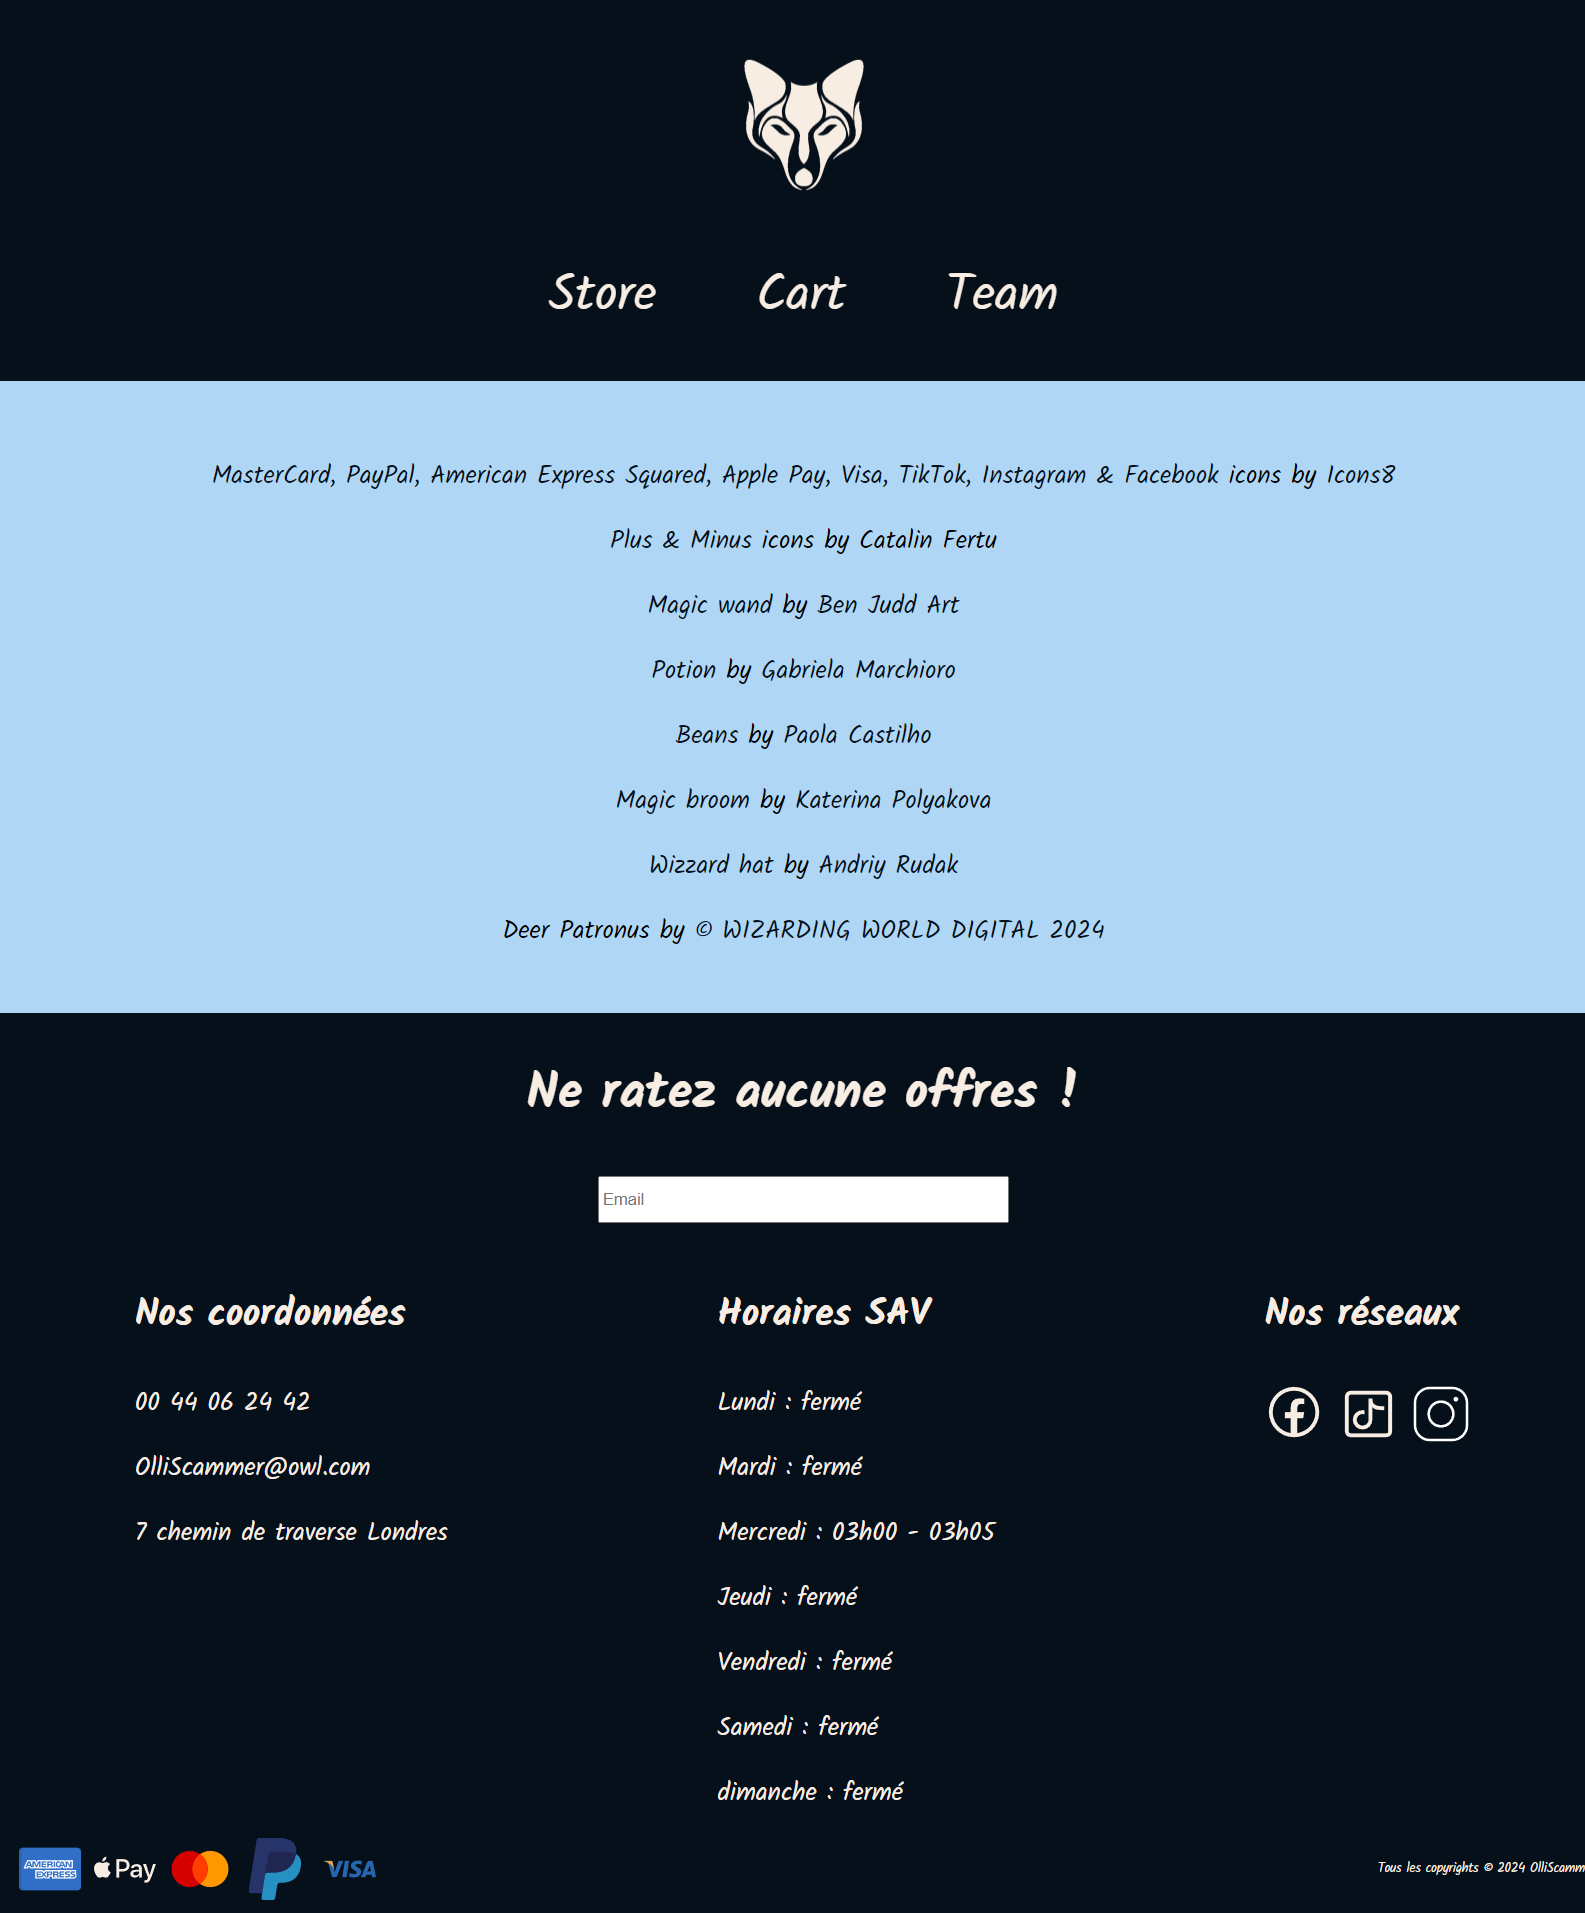 Store Cart Team
MasterCard, PayPal, American Express Squared, Apple Pay, Visa, TikTok, Instagram & Facebook icons by Icons8
Plus & Minus icons by Catalin Fertu
Magic wand by Ben Judd Art
Potion by Gabriela Marchioro
Beans by Paola Castilho
Magic broom by Katerina Polyakova
Wizzard hat by Andriy Rudak
Deer Patronus by © WIZARDING WORLD DIGITAL 2024
Ne ratez aucune offres !
Email
Nos coordonnées
00 44 06 24 42
OlliScammer@owl.com
7 chemin de traverse Londres
Horaires SAV
Lundi : fermé
Mardi : fermé
Mercredi : 03h00 - 03h05
Jeudi : fermé
Vendredi : fermé
Samedi : fermé
dimanche : fermé
Nos réseaux
AMERICAN
EXPRESS
Pay
VISA
Tous les copyrights © 2024 OlliScamm